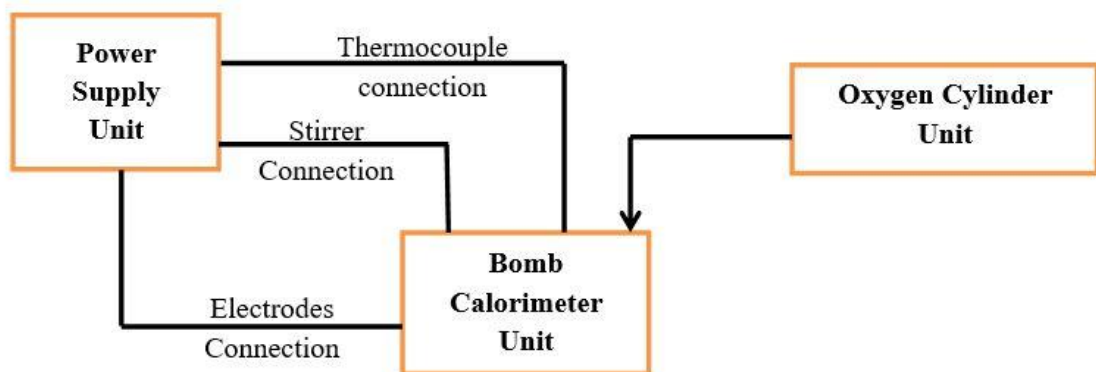 Power
Supply
Unit
Thermocouple
connection
Stirrer
Connection
Oxygen Cylinder
Unit
Bomb
Calorimeter
Unit
Electrodes
Connection